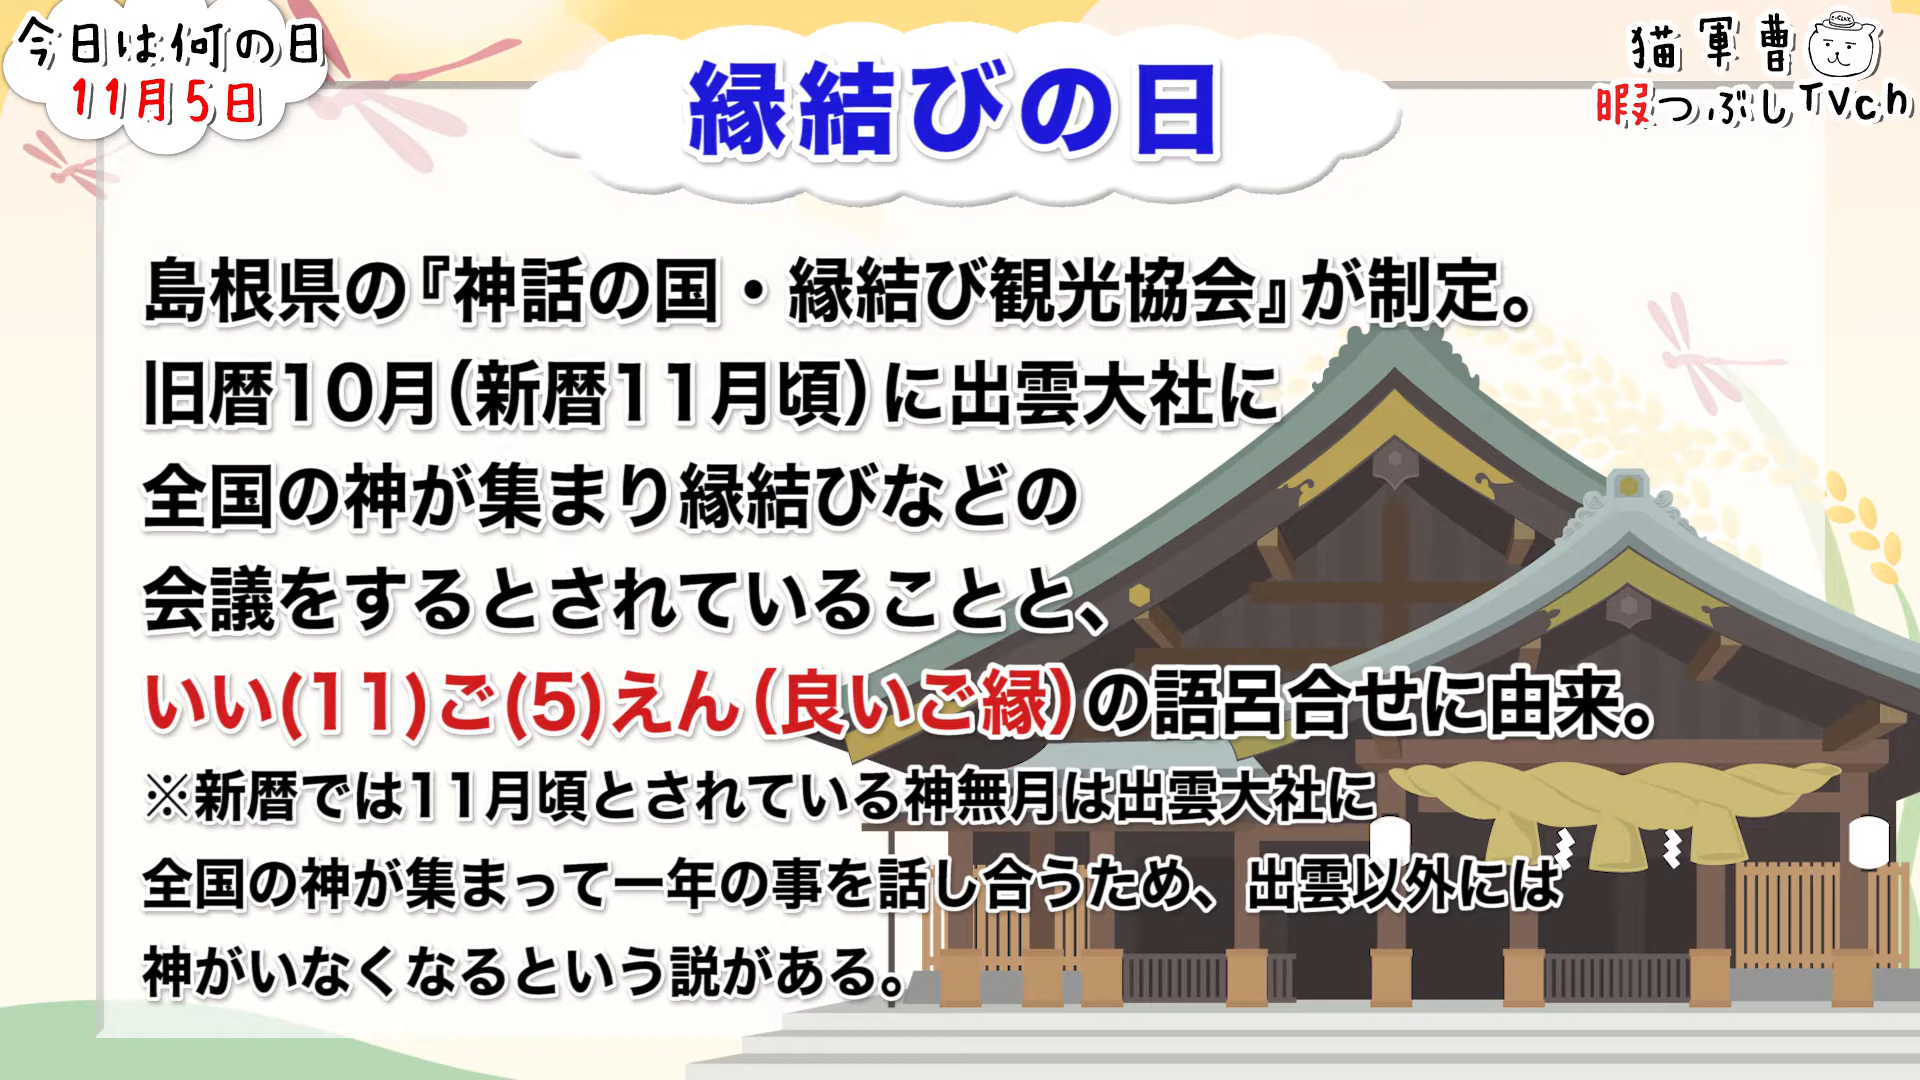 今日は何の日
11月5日
縁結びの日
猫軍曹
暇つぶしTVch
島根県の『神話の国・縁結び観光協会』が制定。
旧暦10月（新暦11月頃）に出雲大社に
全国の神が集まり縁結びなどの
会議をするとされていることと、
いい(11)ご(5)えん（良いご縁）の語呂合せに由来。
※新暦では11月頃とされている神無月は出雲大社に
全国の神が集まって一年の事を話し合うため、出雲以外には
神がいなくなるという説がある。